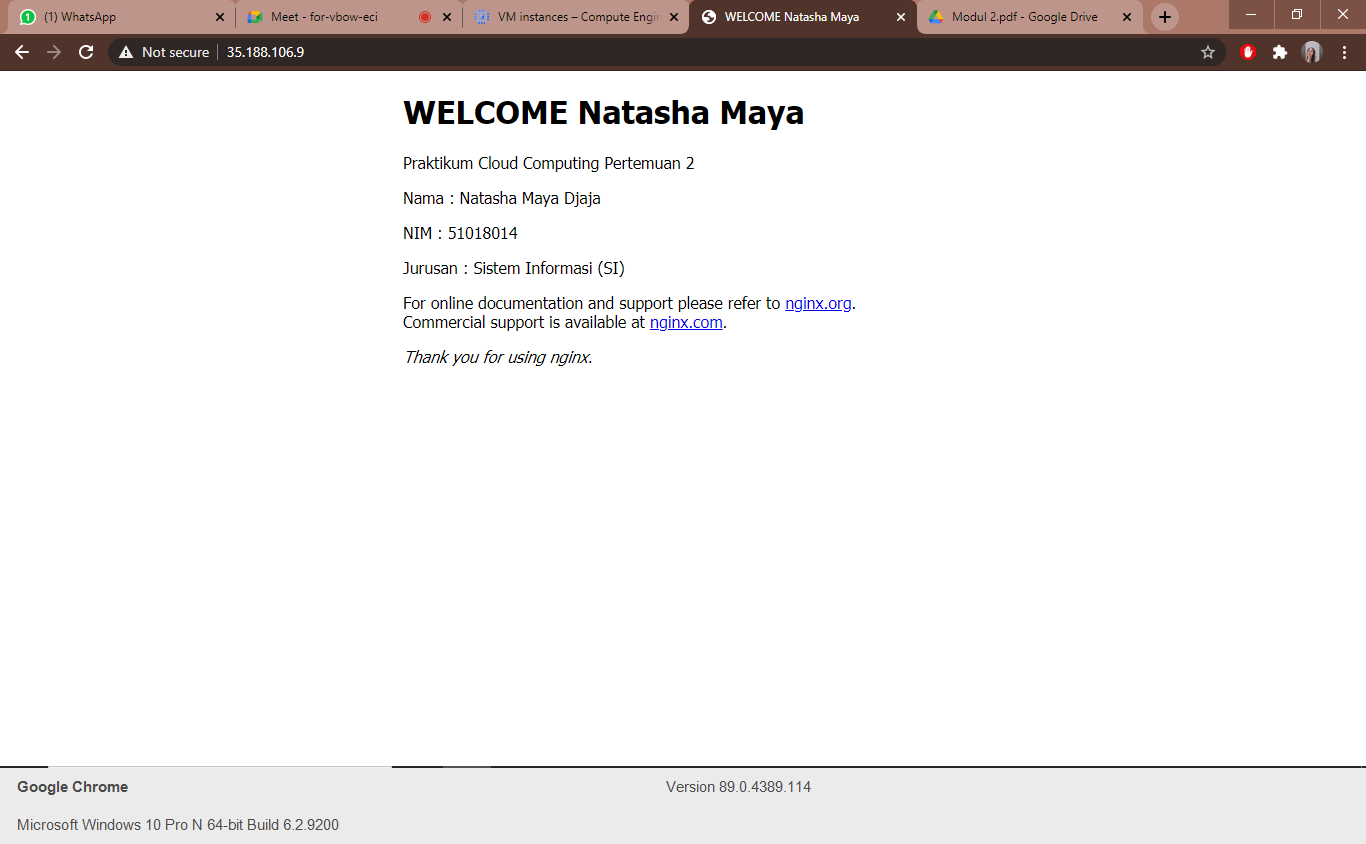 (1) WhatsApp
Meet - for-vbow-eci
VM instances – Compute Engin
WELCOME Natasha Maya
Modul 2.pdf - Google Drive
Not secure
35.188.106.9
WELCOME Natasha Maya
Praktikum Cloud Computing Pertemuan 2
Nama : Natasha Maya Djaja
NIM : 51018014
Jurusan : Sistem Informasi (SI)
For online documentation and support please refer to nginx.org.
Commercial support is available at nginx.com.
Thank you for using nginx.
Google Chrome
Version 89.0.4389.114
Microsoft Windows 10 Pro N 64-bit Build 6.2.9200